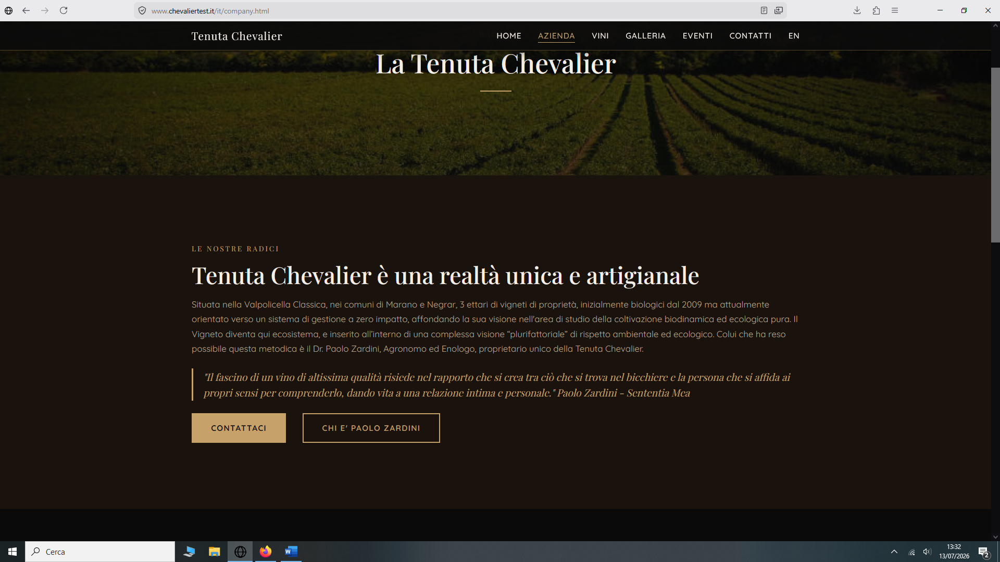 www.chevaliertest.it/it/company.html
Tenuta Chevalier
HOME
AZIENDA
VINI
GALLERIA
EVENTI
CONTATTI
EN
La Tenuta Chevalier
LE NOSTRE RADICI
Tenuta Chevalier è una realtà unica e artigianale
Situata nella Valpolicella Classica, nei comuni di Marano e Negrar, 3 ettari di vigneti di proprietà, inizialmente biologici dal 2009 ma attualmente
orientato verso un sistema di gestione a zero impatto, affondando la sua visione nell'area di studio della coltivazione biodinamica ed ecologica pura. Il
Vigneto diventa qui ecosistema, e inserito all’interno di una complessa visione “plurifattoriale” di rispetto ambientale ed ecologico. Colui che ha reso
possibile questa metodica è il Dr. Paolo Zardini, Agronomo ed Enologo, proprietario unico della Tenuta Chevalier.
"Il fascino di un vino di altissima qualità risiede nel rapporto che si crea tra ciò che si trova nel bicchiere e la persona che si affida ai
propri sensi per comprenderlo, dando vita a una relazione intima e personale." Paolo Zardini - Sententia Mea
CONTATTACI
CHI E' PAOLO ZARDINI
Cerca
W
13:32
13/07/2026
2